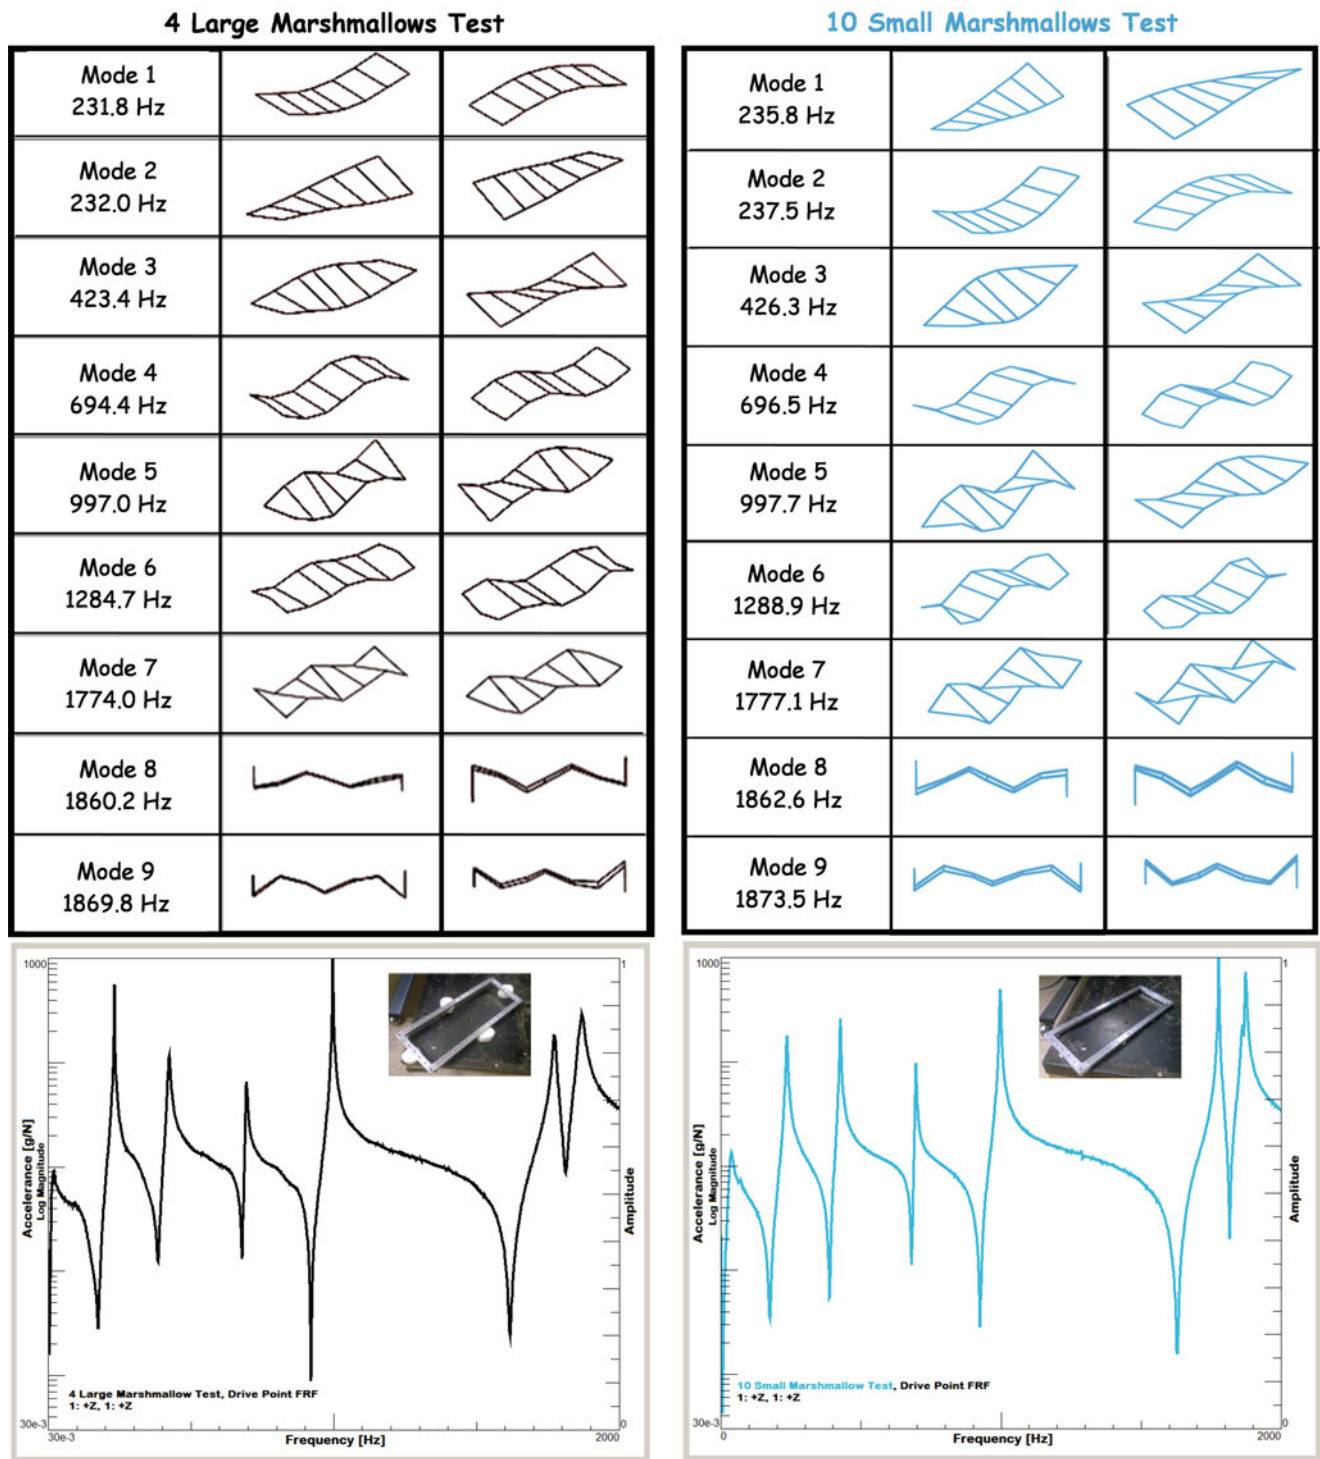 4 Large Marshmallows Test
Mode 1
231.8 Hz
Mode 2
232.0 Hz
Mode 3
423.4 Hz
Mode 4
694.4 Hz
Mode 5
997.0 Hz
Mode 6
1284.7 Hz
Mode 7
1774.0 Hz
Mode 8
1860.2 Hz
Mode 9
1869.8 Hz
10 Small Marshmallows Test
Mode 1
235.8 Hz
Mode 2
237.5 Hz
Mode 3
426.3 Hz
Mode 4
696.5 Hz
Mode 5
997.7 Hz
Mode 6
1288.9 Hz
Mode 7
1777.1 Hz
Mode 8
1862.6 Hz
Mode 9
1873.5 Hz
1000
1
Accelerance [g/N]
Log Magnitude
Amplitude
4 Large Marshmallow Test, Drive Point FRF
1: +Z, 1: +Z
30e-3
0
30e-3
Frequency [Hz]
2000
1000
1
Accelerance [g/N]
Log Magnitude
Amplitude
10 Small Marshmallow Test, Drive Point FRF
1: +Z, 1: +Z
30e-3
0
0
Frequency [Hz]
2000